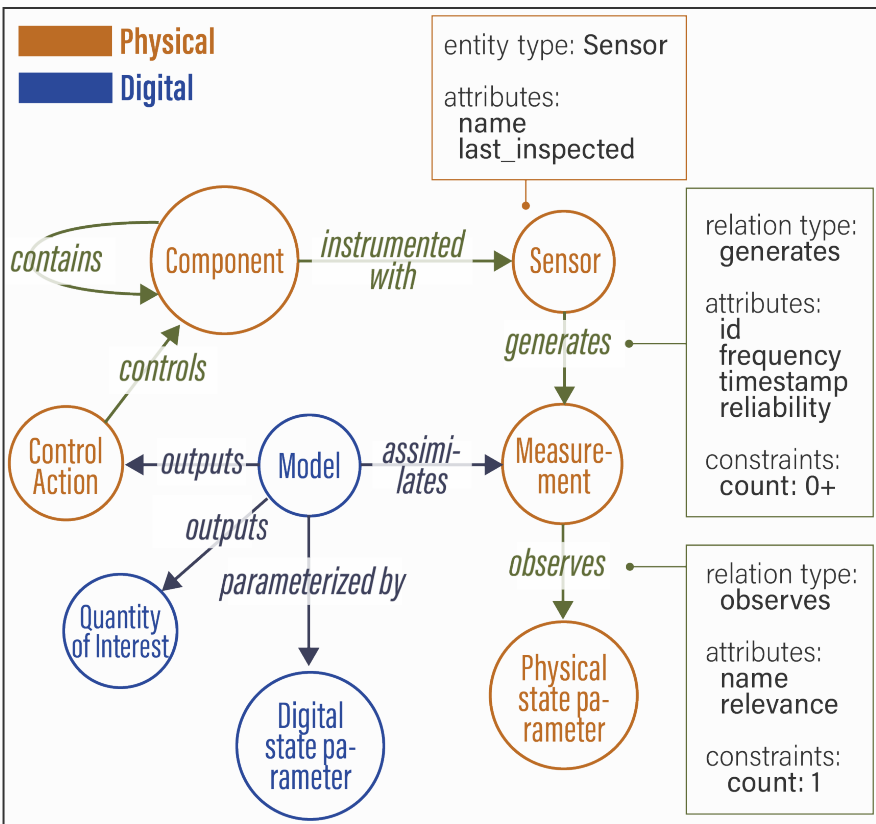 Physical
Digital
entity type: Sensor
attributes:
name
last_inspected
contains
Component
instrumented
with
Sensor
relation type:
generates
attributes:
id
frequency
timestamp
reliability
constraints:
count: 0+
controls
generates
Control
Action
outputs
Model
assimi-
lates
Measure-
ment
outputs
parameterized by
observes
relation type:
observes
attributes:
name
relevance
constraints:
count: 1
Quantity
of Interest
Digital
state pa-
rameter
Physical
state pa-
rameter